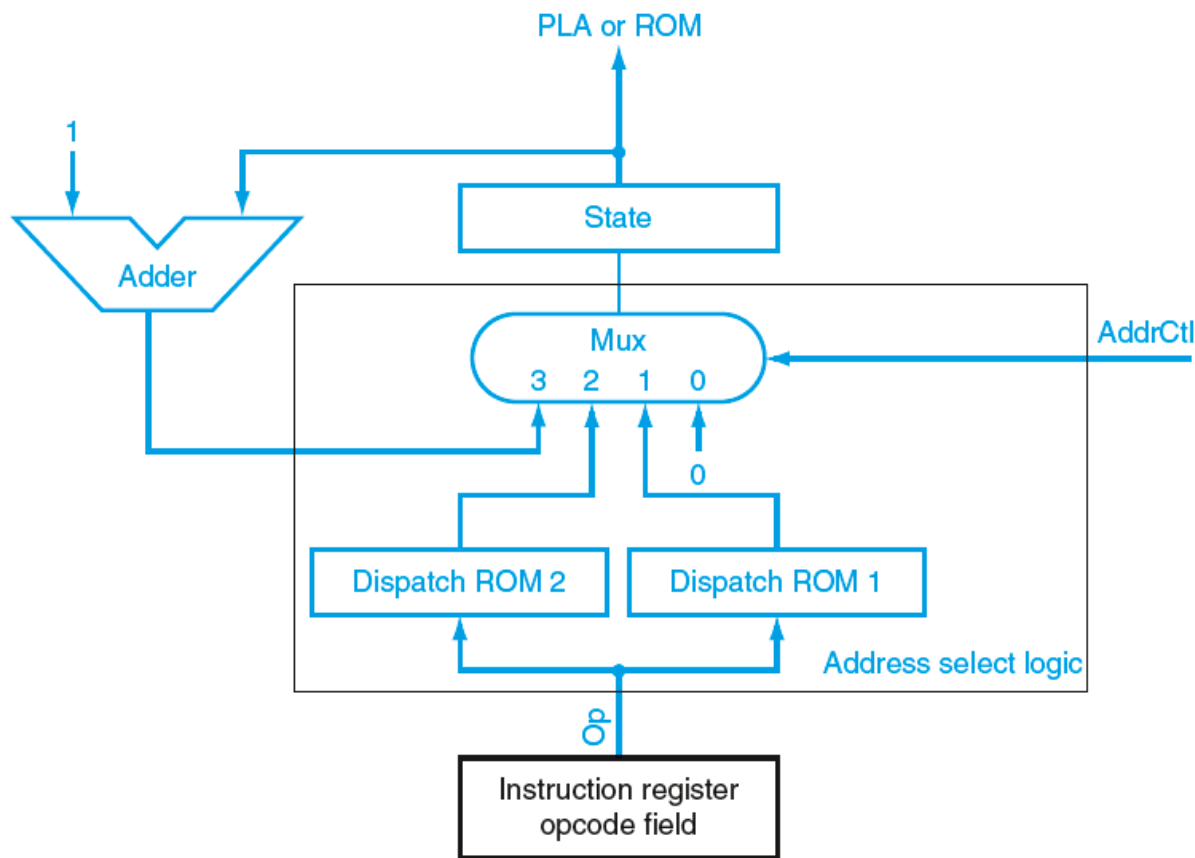 PLA or ROM
1
State
Adder
Mux
AddrCtl
3 2 1 0
0
Dispatch ROM 2
Dispatch ROM 1
Address select logic
Op
Instruction register
opcode field